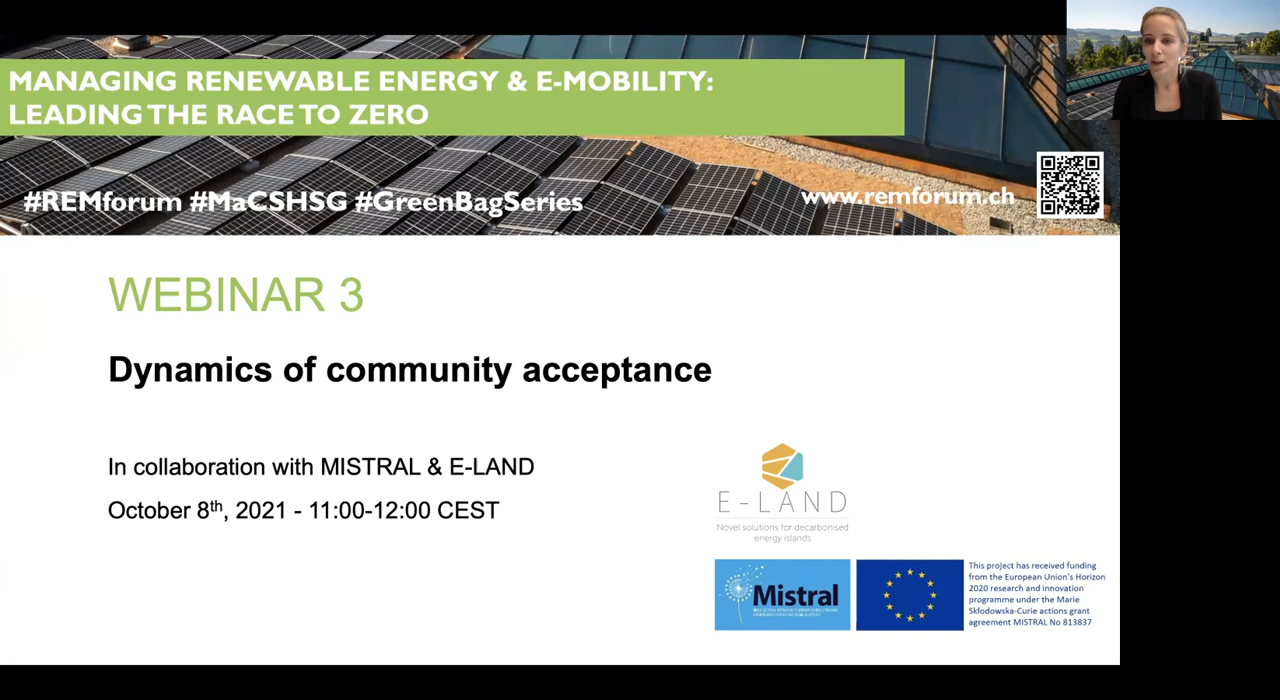 MANAGING RENEWABLE ENERGY & E-MOBILITY:
LEADING THE RACE TO ZERO
#REMforum #MaCSHSG #GreenBagSeries
www.remforum.ch
WEBINAR 3
Dynamics of community acceptance
In collaboration with MISTRAL & E-LAND
October 8th, 2021 - 11:00-12:00 CEST
E-LAND
Novel solutions for decarbonised
energy islands
Mistral
This project has received funding
from the European Union's Horizon
2020 research and innovation
programme under the Marie
Skłodowska-Curie actions grant
agreement MISTRAL No 813837